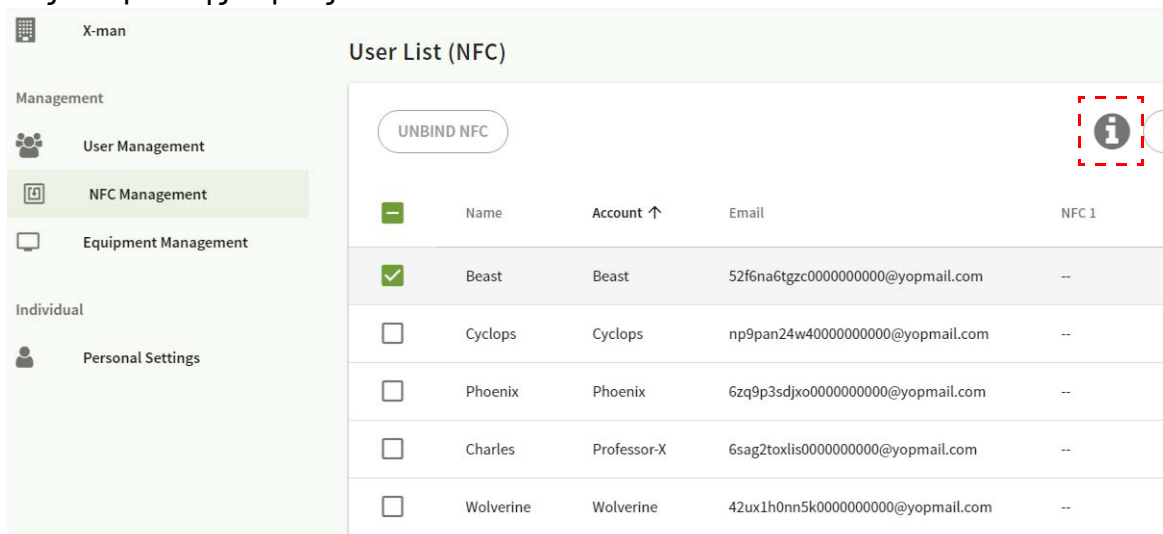 X-man
User List (NFC)
Management
UNBIND NFC
User Management
NFC Management
Name Account ↑ Email NFC 1
Equipment Management
Beast Beast 52f6na6tgzc0000000000@yopmail.com --
Individual
Cyclops Cyclops np9pan24w40000000000@yopmail.com --
Personal Settings
Phoenix Phoenix 6zq9p3sdjxo0000000000@yopmail.com --
Charles Professor-X 6sag2toxlis0000000000@yopmail.com --
Wolverine Wolverine 42ux1h0nn5k0000000000@yopmail.com --